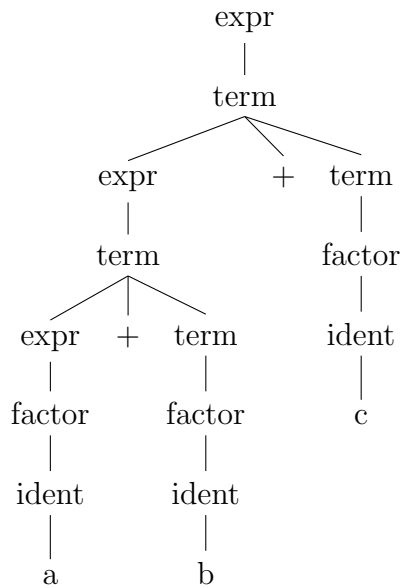 expr
term
expr + term
term factor
expr + term ident
factor factor c
ident ident
a b